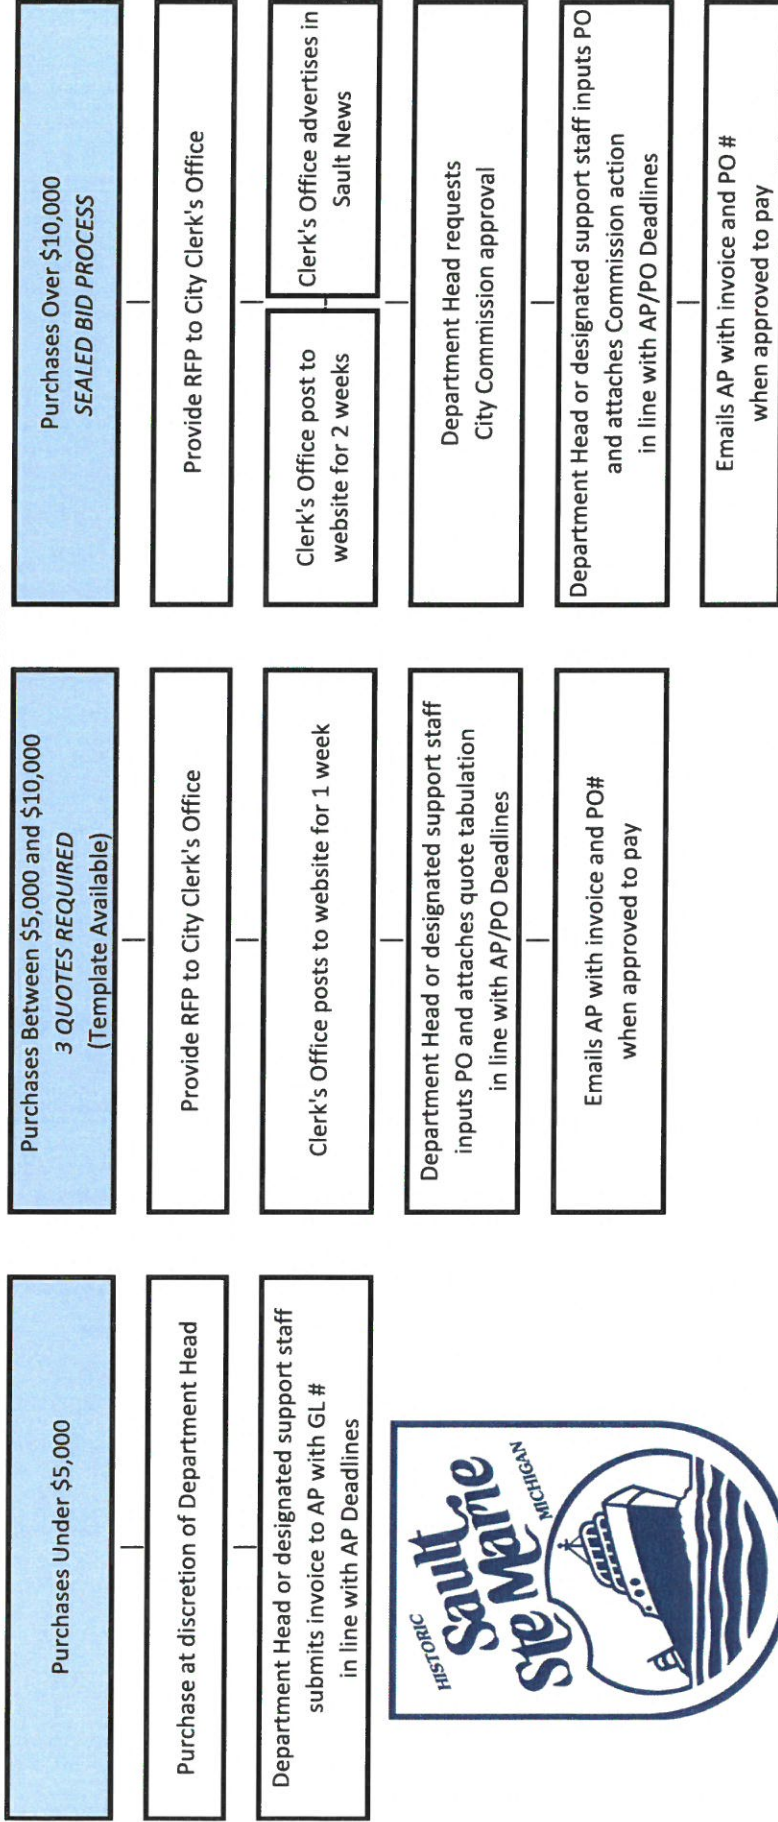 Purchases Under $5,000
Purchase at discretion of Department Head
Department Head or designated support staff
submits invoice to AP with GL #
in line with AP Deadlines
HISTORIC
Sault
Ste Marie
MICHIGAN
Purchases Between $5,000 and $10,000
3 QUOTES REQUIRED
(Template Available)
Provide RFP to City Clerk's Office
Clerk's Office posts to website for 1 week
Department Head or designated support staff
inputs PO and attaches quote tabulation
in line with AP/PO Deadlines
Emails AP with invoice and PO#
when approved to pay
Purchases Over $10,000
SEALED BID PROCESS
Provide RFP to City Clerk's Office
Clerk's Office post to
website for 2 weeks
Clerk's Office advertises in
Sault News
Department Head requests
City Commission approval
Department Head or designated support staff inputs PO
and attaches Commission action
in line with AP/PO Deadlines
Emails AP with invoice and PO #
when approved to pay